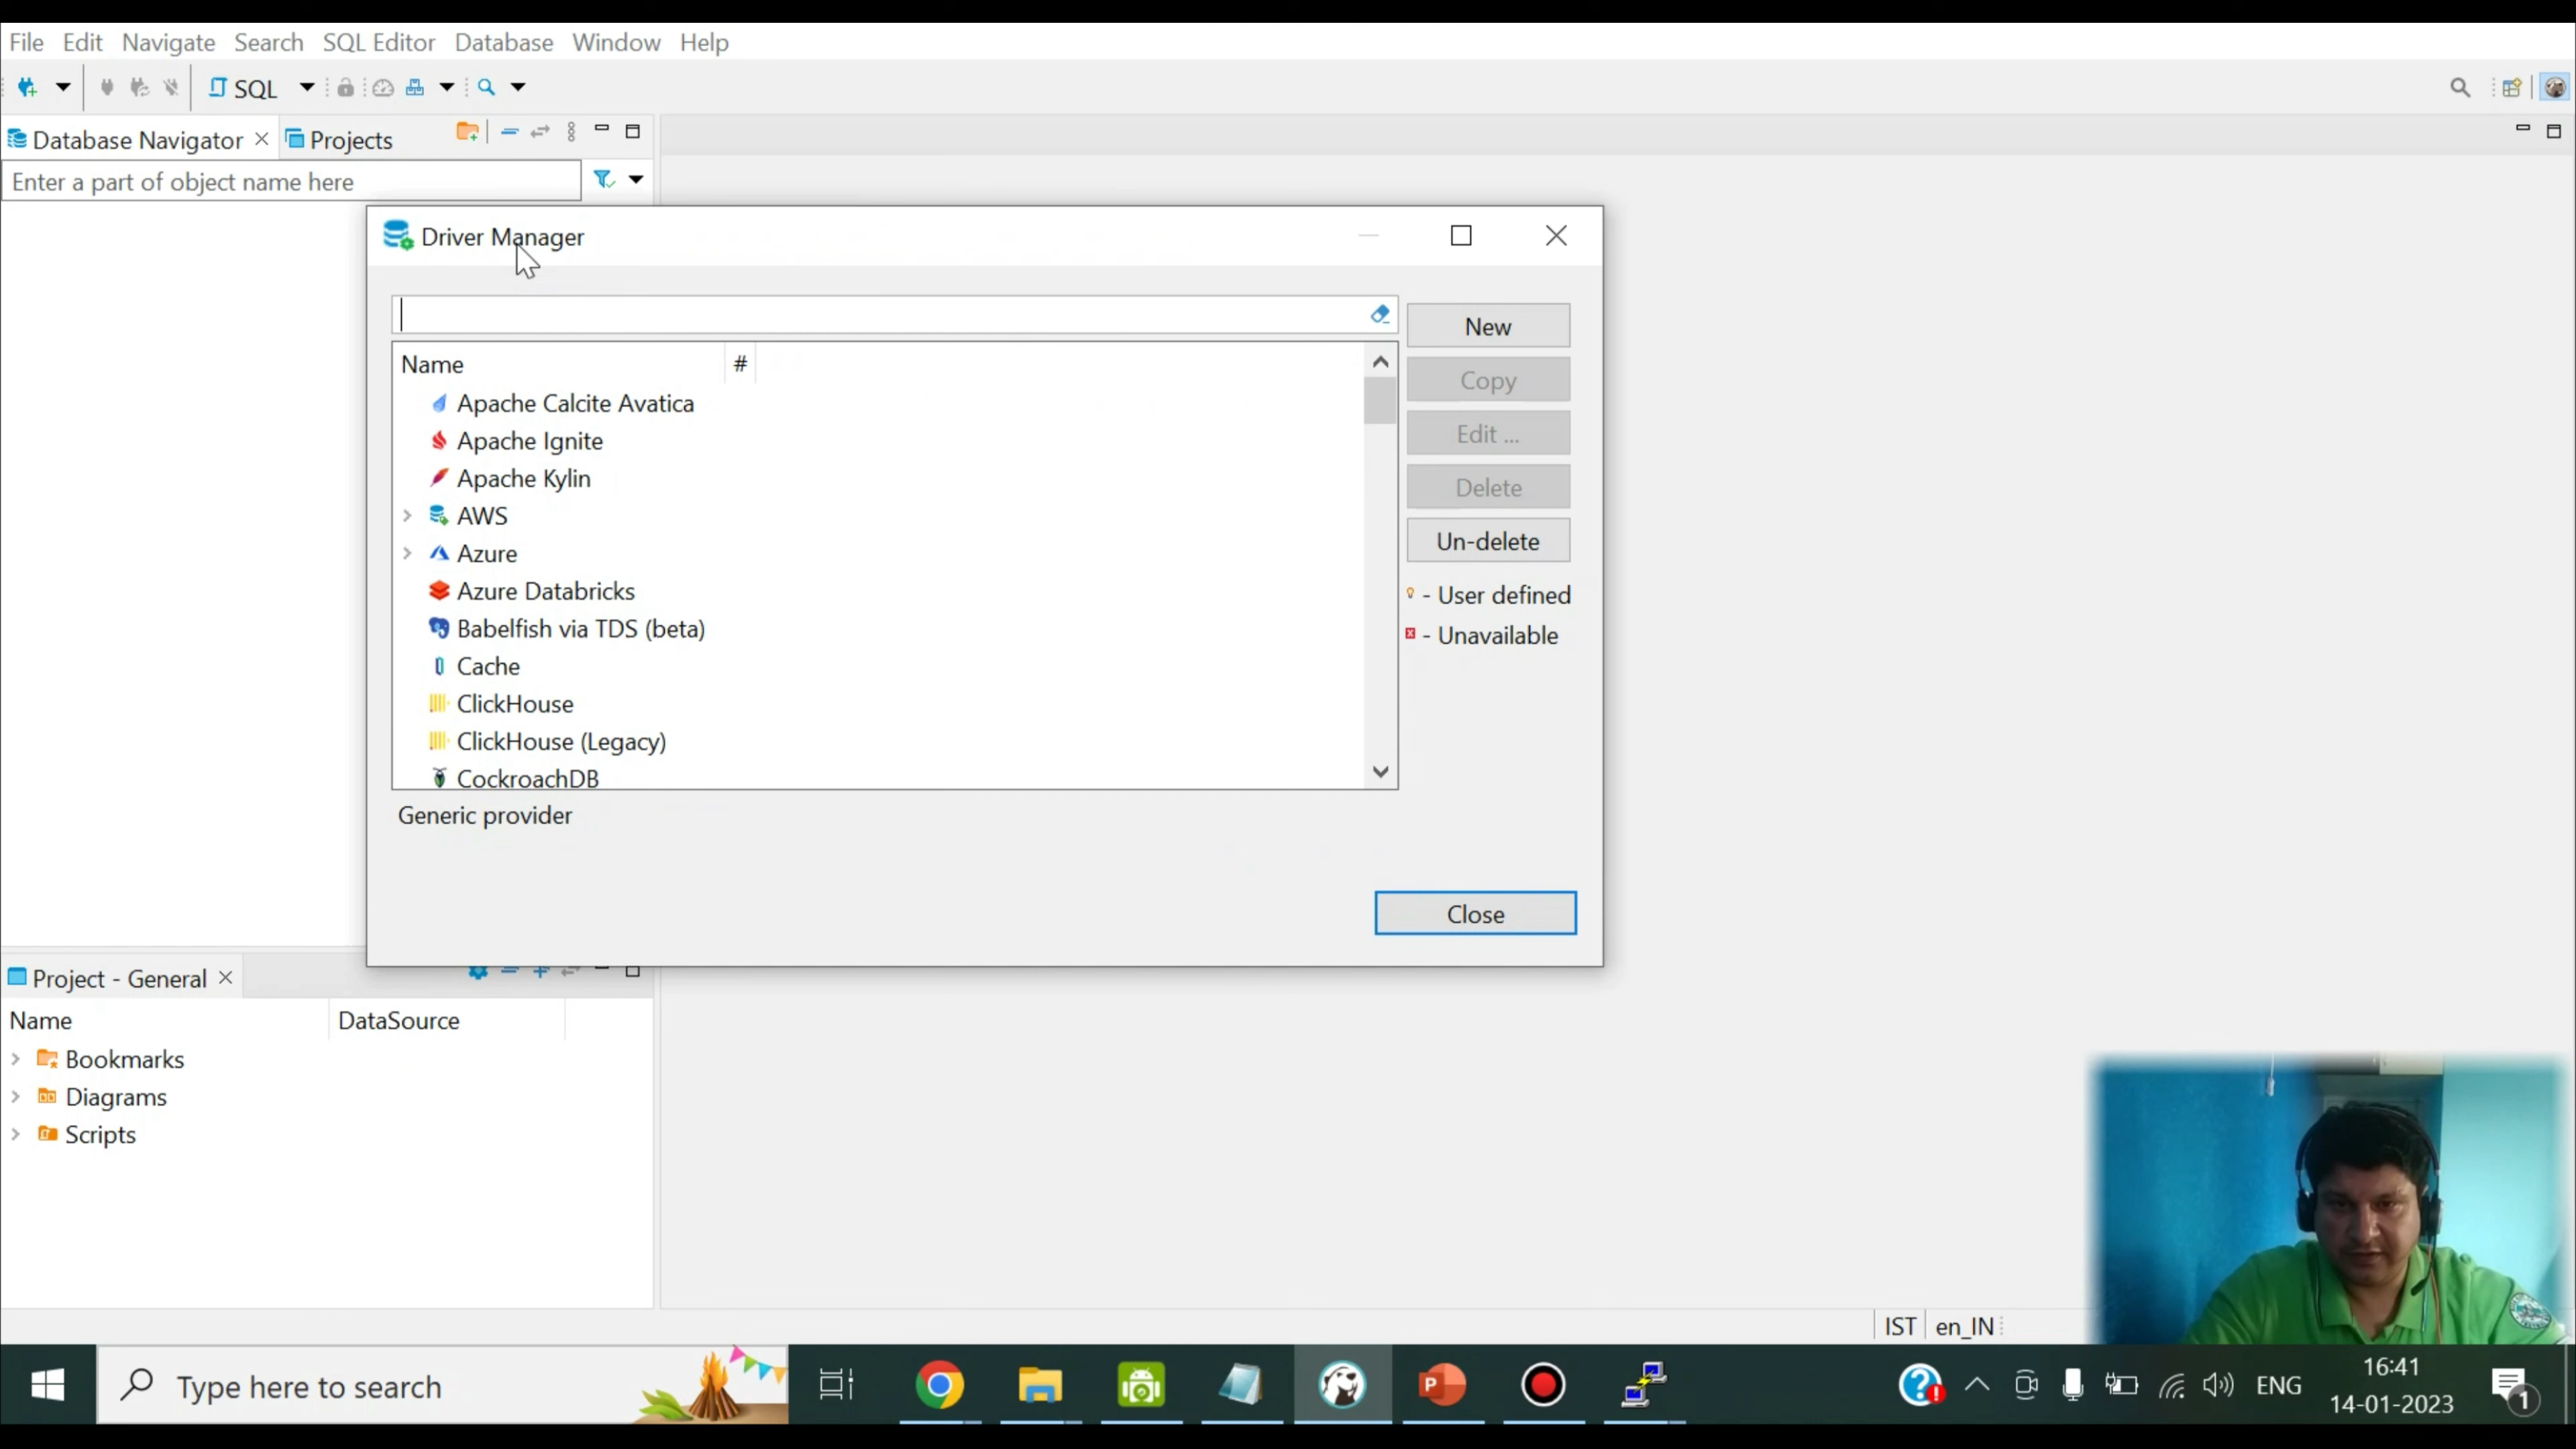 File Edit Navigate Search SQL Editor Database Window Help
SQL
Database Navigator Projects
Enter a part of object name here
Driver Manager
New
Name #
Copy
Apache Calcite Avatica
Apache Ignite
Edit ...
Apache Kylin
Delete
AWS
Un-delete
Azure
Azure Databricks
- User defined
Babelfish via TDS (beta)
- Unavailable
Cache
ClickHouse
ClickHouse (Legacy)
CockroachDB
Generic provider
Close
Project - General
Name DataSource
Bookmarks
Diagrams
Scripts
IST en_IN
Type here to search
P
ENG
16:41
14-01-2023
1